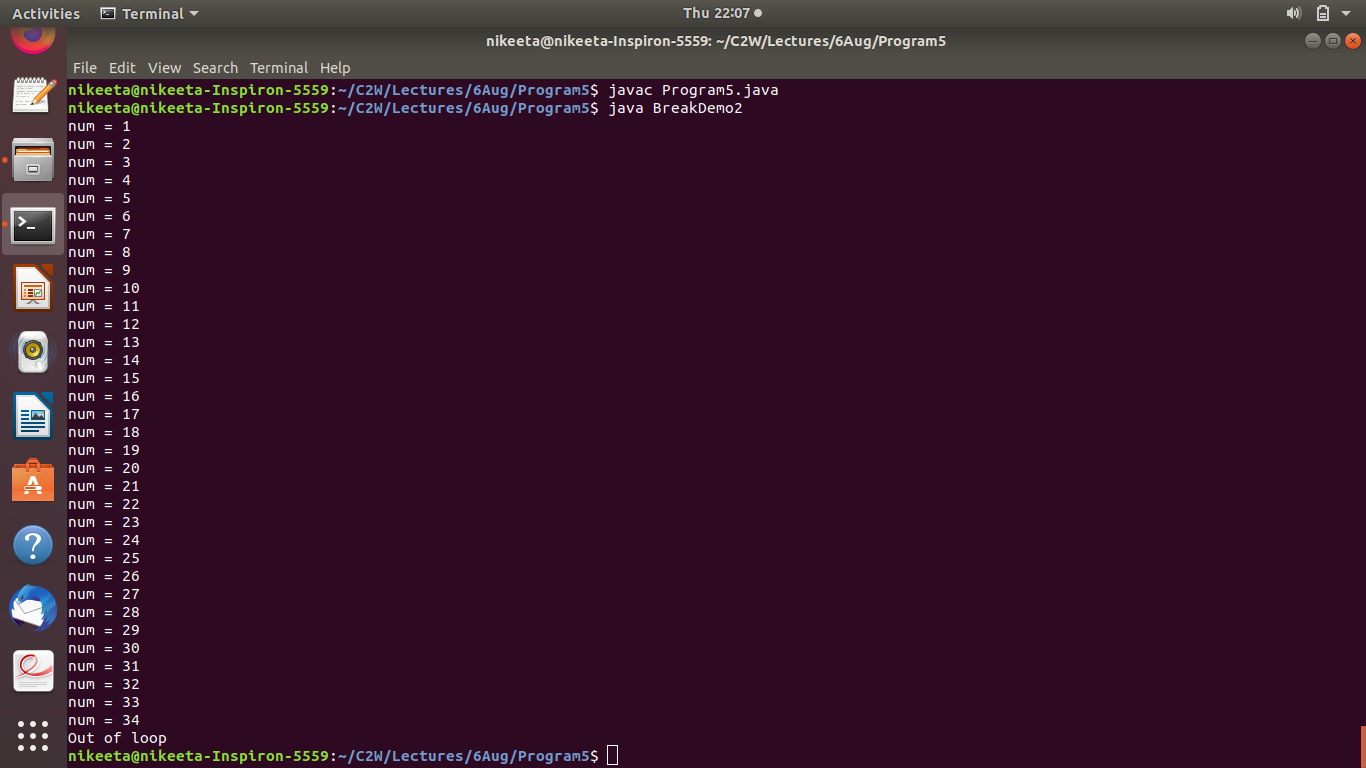 Activities Terminal Thu 22:07
nikeeta@nikeeta-Inspiron-5559: ~/C2W/Lectures/6Aug/Program5
File Edit View Search Terminal Help
nikeeta@nikeeta-Inspiron-5559:~/C2W/Lectures/6Aug/Program5$ javac Program5.java
nikeeta@nikeeta-Inspiron-5559:~/C2W/Lectures/6Aug/Program5$ java BreakDemo2
num = 1
num = 2
num = 3
num = 4
num = 5
num = 6
num = 7
num = 8
num = 9
num = 10
num = 11
num = 12
num = 13
num = 14
num = 15
num = 16
num = 17
num = 18
num = 19
num = 20
num = 21
num = 22
num = 23
num = 24
num = 25
num = 26
num = 27
num = 28
num = 29
num = 30
num = 31
num = 32
num = 33
num = 34
Out of loop
nikeeta@nikeeta-Inspiron-5559:~/C2W/Lectures/6Aug/Program5$